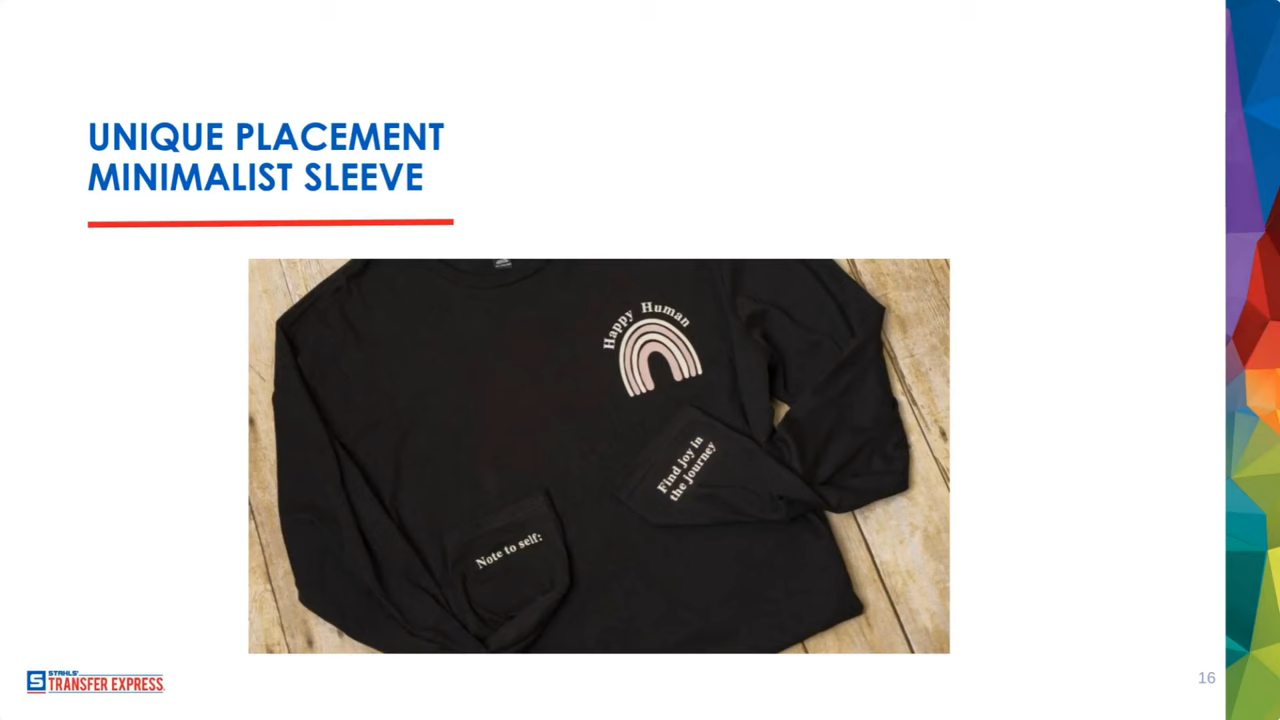 UNIQUE PLACEMENT
MINIMALIST SLEEVE
Happy Human
Find joy in
the journey
Note to self:
S STAHLS'
TRANSFER EXPRESS.
16